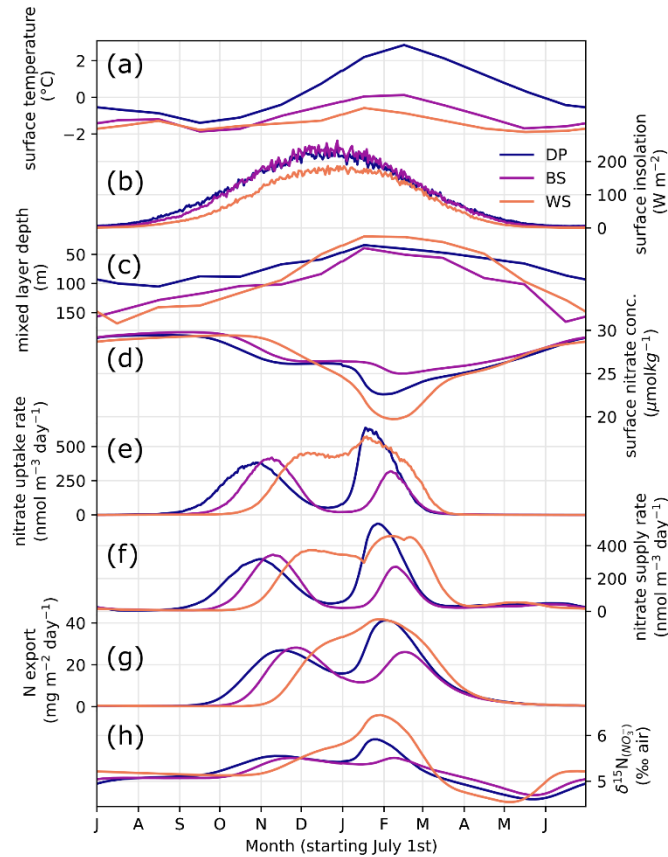 (a)
surface temperature
(°C)
2
0
−2
(b)
DP
BS
WS
200
100
0
surface insolation
(W m⁻²)
(c)
mixed layer depth
(m)
50
100
150
(d)
30
25
20
surface nitrate conc.
(μmolkg⁻¹)
(e)
nitrate uptake rate
(nmol m⁻³ day⁻¹)
500
250
0
(f)
400
200
0
nitrate supply rate
(nmol m⁻³ day⁻¹)
(g)
N export
(mg m⁻² day⁻¹)
40
20
0
(h)
6
5
δ¹⁵N(NO₃⁻)
(‰ air)
J A S O N D J F M A M J
Month (starting July 1st)